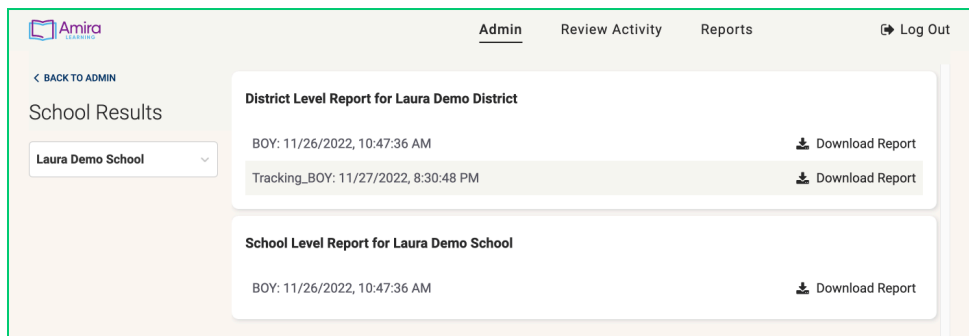 Amira
LEARNING
Admin
Review Activity
Reports
Log Out
BACK TO ADMIN
School Results
Laura Demo School
District Level Report for Laura Demo District
BOY: 11/26/2022, 10:47:36 AM
Download Report
Tracking_BOY: 11/27/2022, 8:30:48 PM
Download Report
School Level Report for Laura Demo School
BOY: 11/26/2022, 10:47:36 AM
Download Report